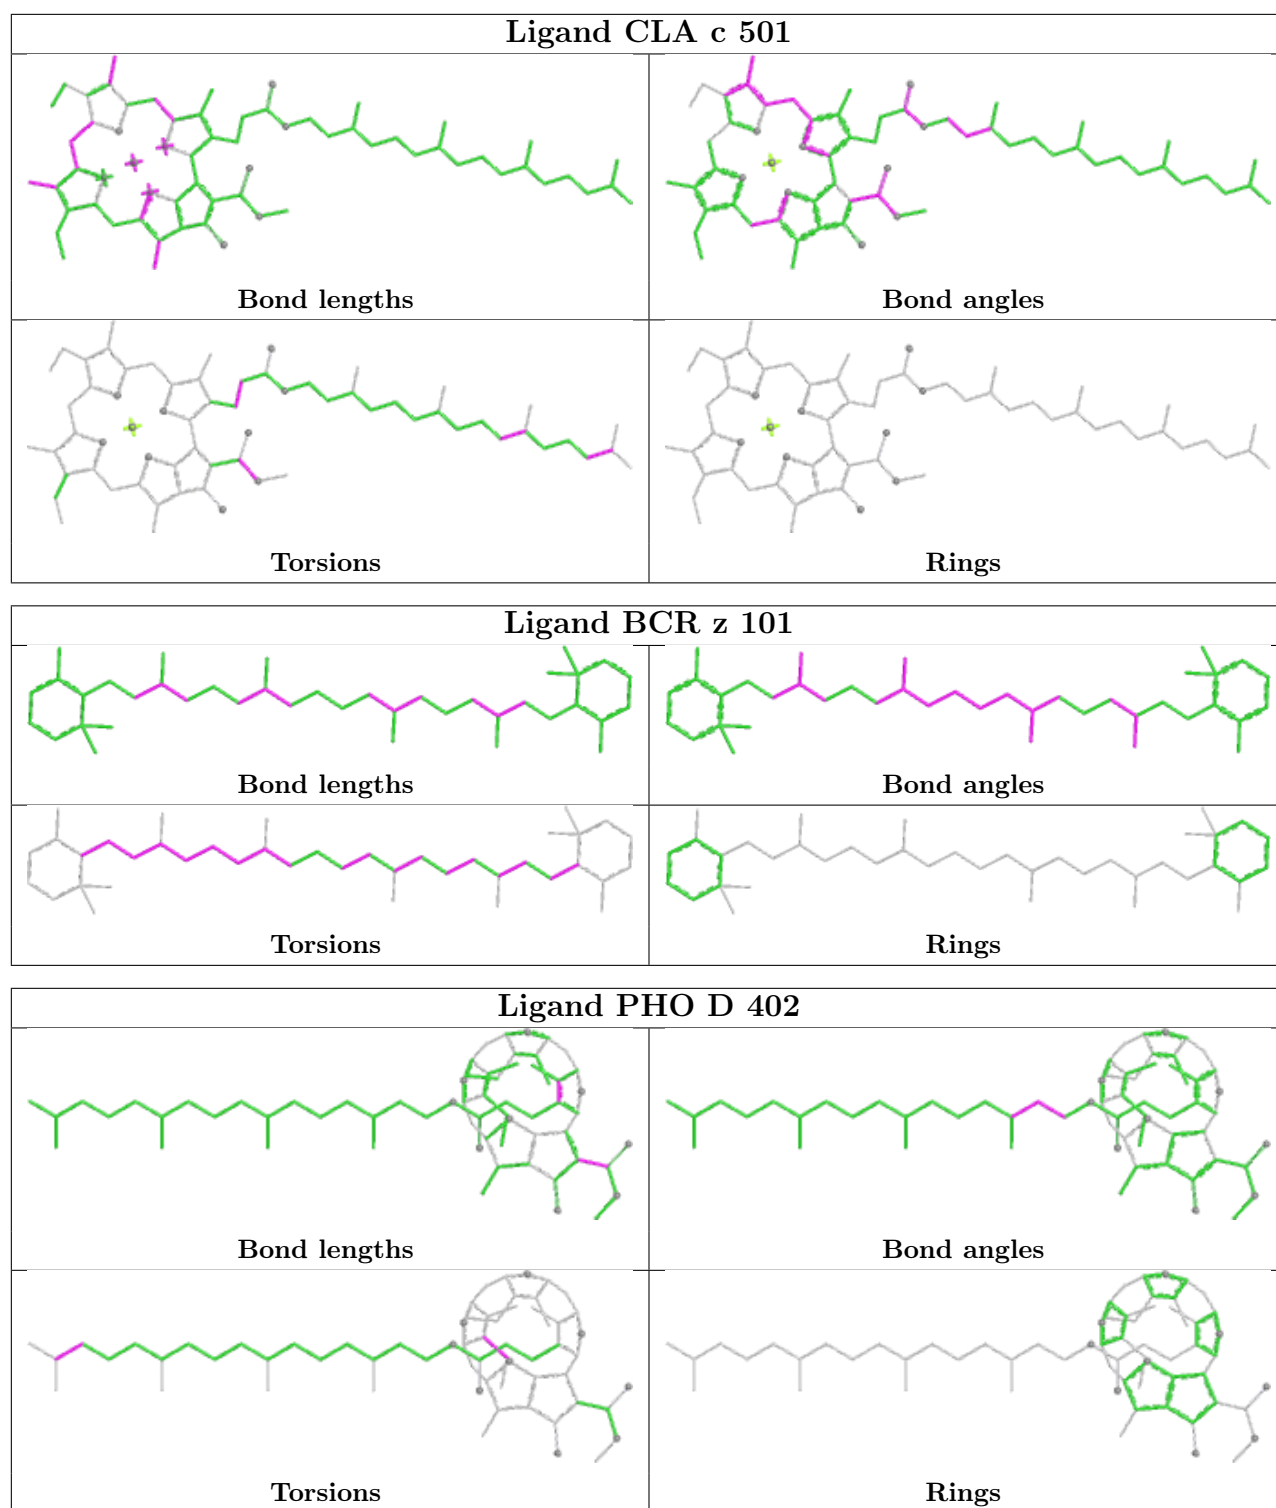 Ligand CLA c 501
Bond lengths
Bond angles
Torsions
Rings
Ligand BCR z 101
Bond lengths
Bond angles
Torsions
Rings
Ligand PHO D 402
Bond lengths
Bond angles
Torsions
Rings